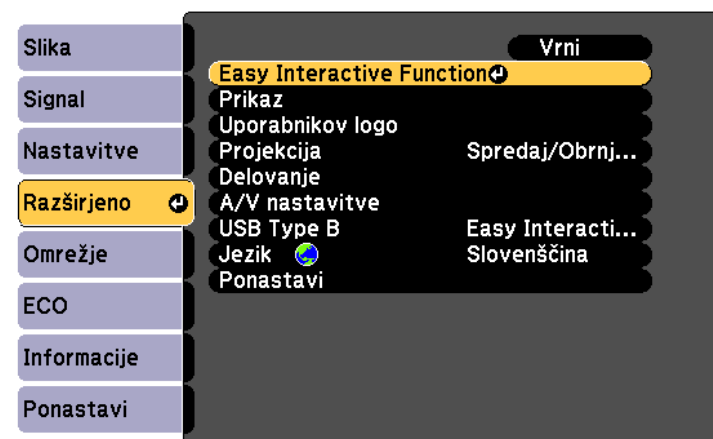 Slika
Signal
Nastavitve
Razširjeno
Omrežje
ECO
Informacije
Ponastavi
Vrni
Easy Interactive Function
Prikaz
Uporabnikov logo
Projekcija Spredaj/Obrnj...
Delovanje
A/V nastavitve
USB Type B Easy Interacti...
Jezik Slovenščina
Ponastavi